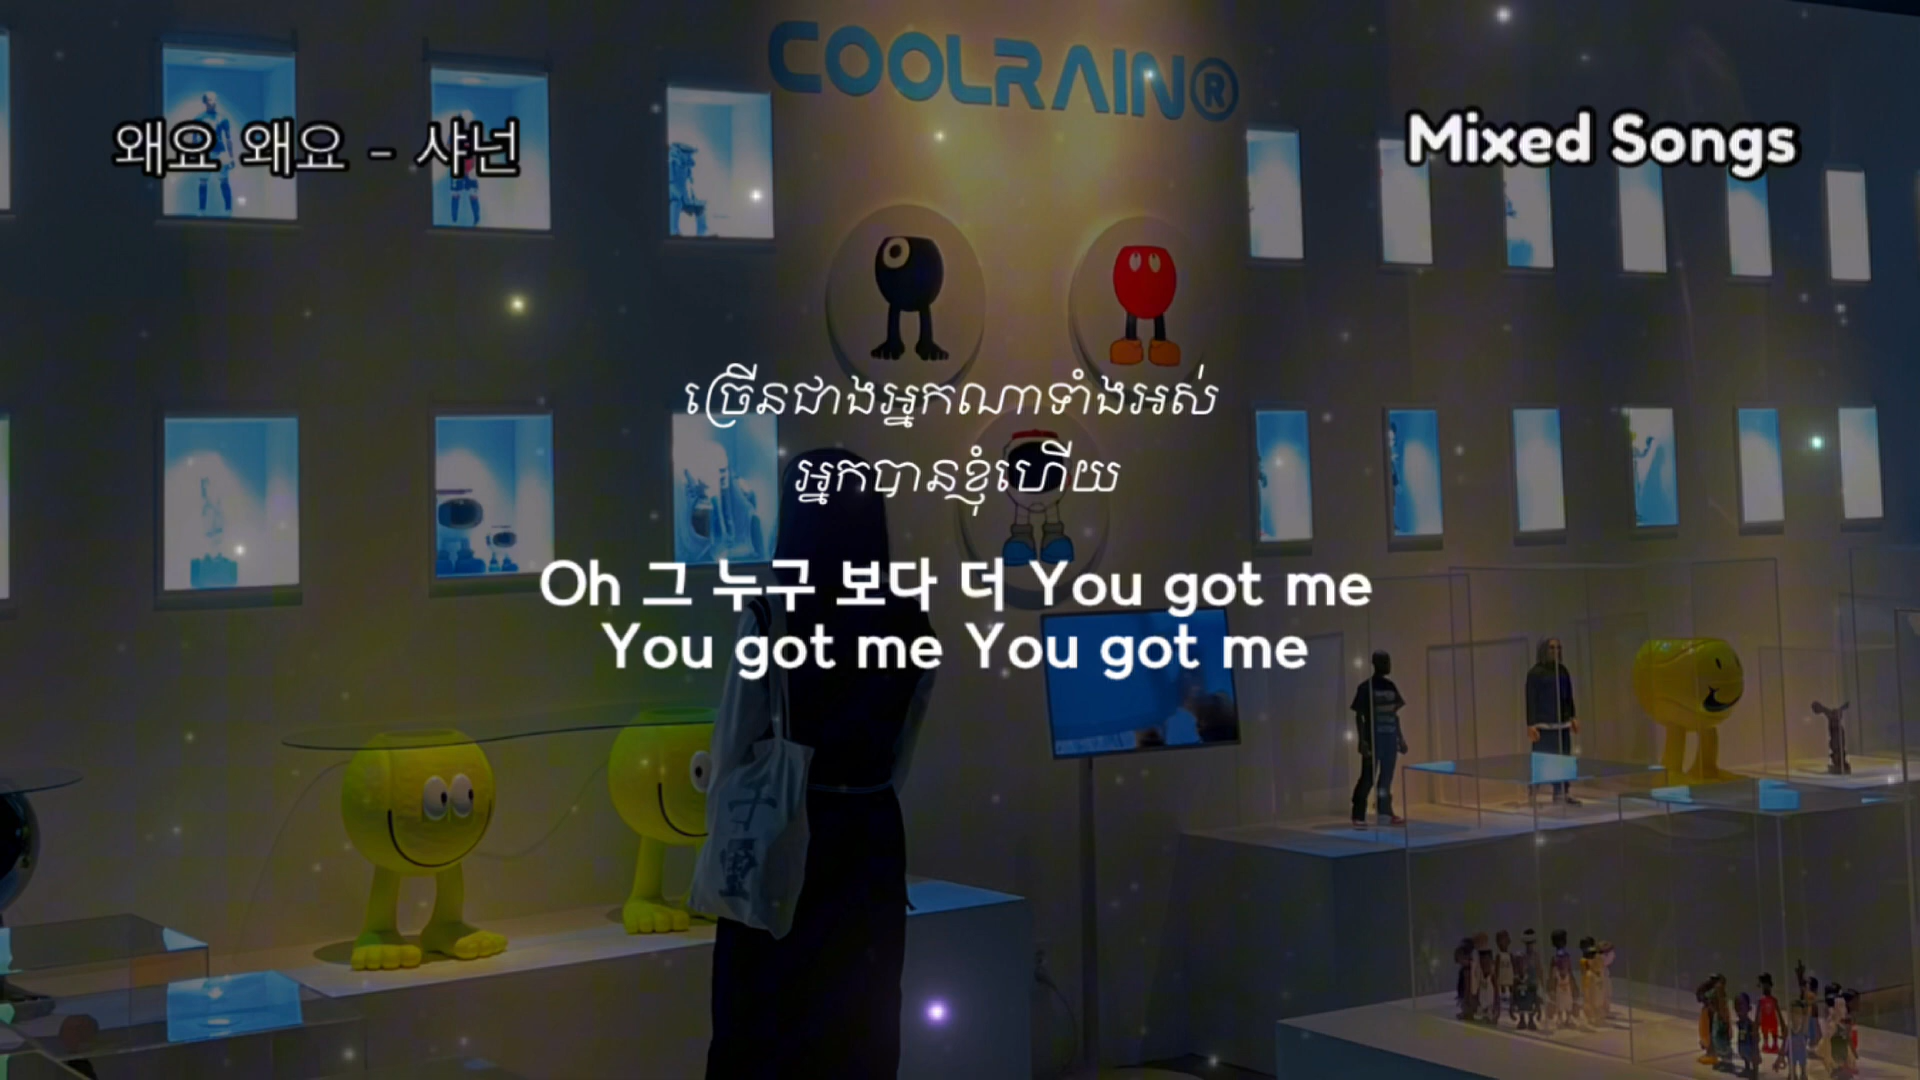 COOLRAIN®
왜요 왜요 - 샤넌
Mixed Songs
ច្រើនជាងអ្នកណាទាំងអស់
អ្នកបានខ្ញុំហើយ
Oh 그 누구 보다 더 You got me
You got me You got me